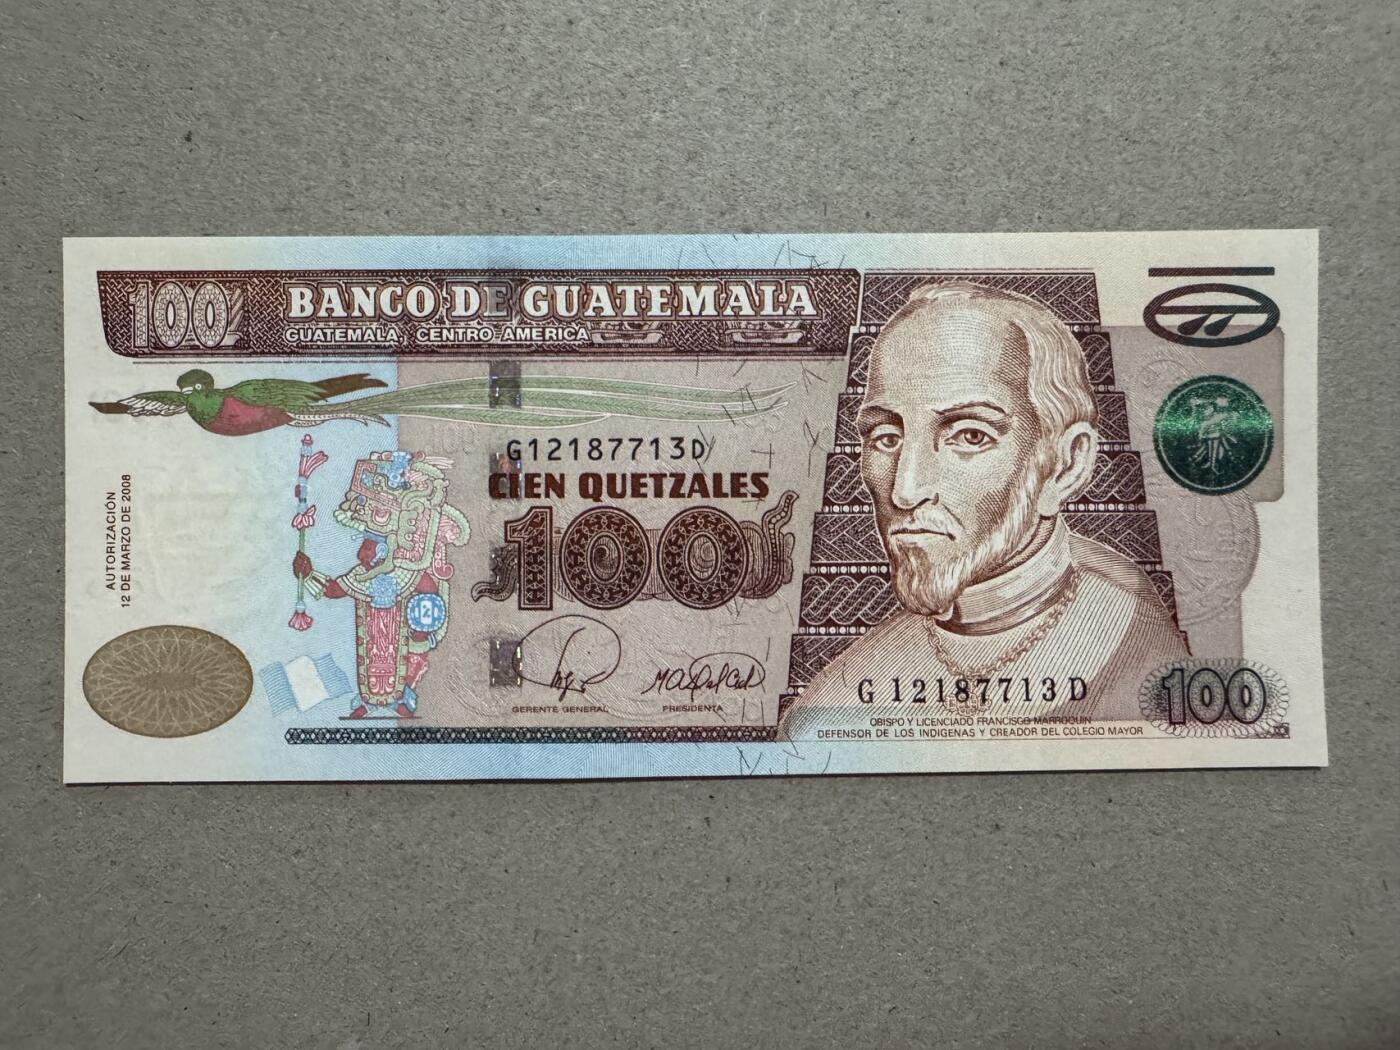 100
BANCO DE GUATEMALA
GUATEMALA, CENTRO AMERICA
G12187713D
CIEN QUETZALES
100
AUTORIZACIÓN
12 DE MARZO DE 2008
GERENTE GENERAL
PRESIDENTA
G 12187713 D
100
OBISPO Y LICENCIADO FRANCISCO MARROQUIN
DEFENSOR DE LOS INDIGENAS Y CREADOR DEL COLEGIO MAYOR